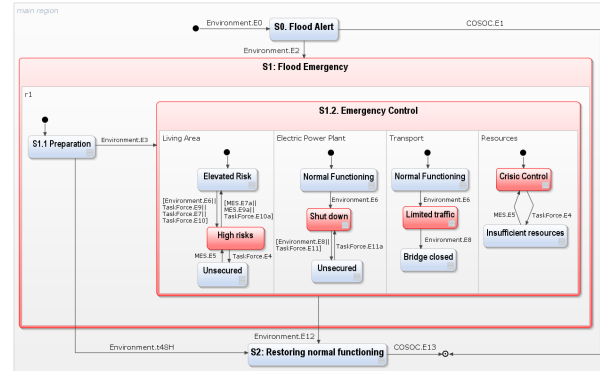 main region
Environment.E0
S0. Flood Alert
COSOC.E1
Environment.E2
S1: Flood Emergency
r1
S1.2. Emergency Control
S1.1 Preparation
Environment.E3
Living Area
Electric Power Plant
Transport
Resources
Elevated Risk
Normal Functioning
Normal Functioning
Crisic Control
[Environment.E6||
TaskForce.E9||
TaskForce.E7||
TaskForce.E10]
[MES.E7a||
MES.E9a||
TaskForce.E10a]
Environment.E6
Environment.E6
Shut down
Limited traffic
MES.E5
TaskForce.E4
High risks
Insufficient resources
[Environment.E8||
TaskForce.E11]
TaskForce.E11a
Environment.E8
MES.E5
TaskForce.E4
Unsecured
Unsecured
Bridge closed
Environment.E12
Environment.t48H
S2: Restoring normal functioning
COSOC.E13